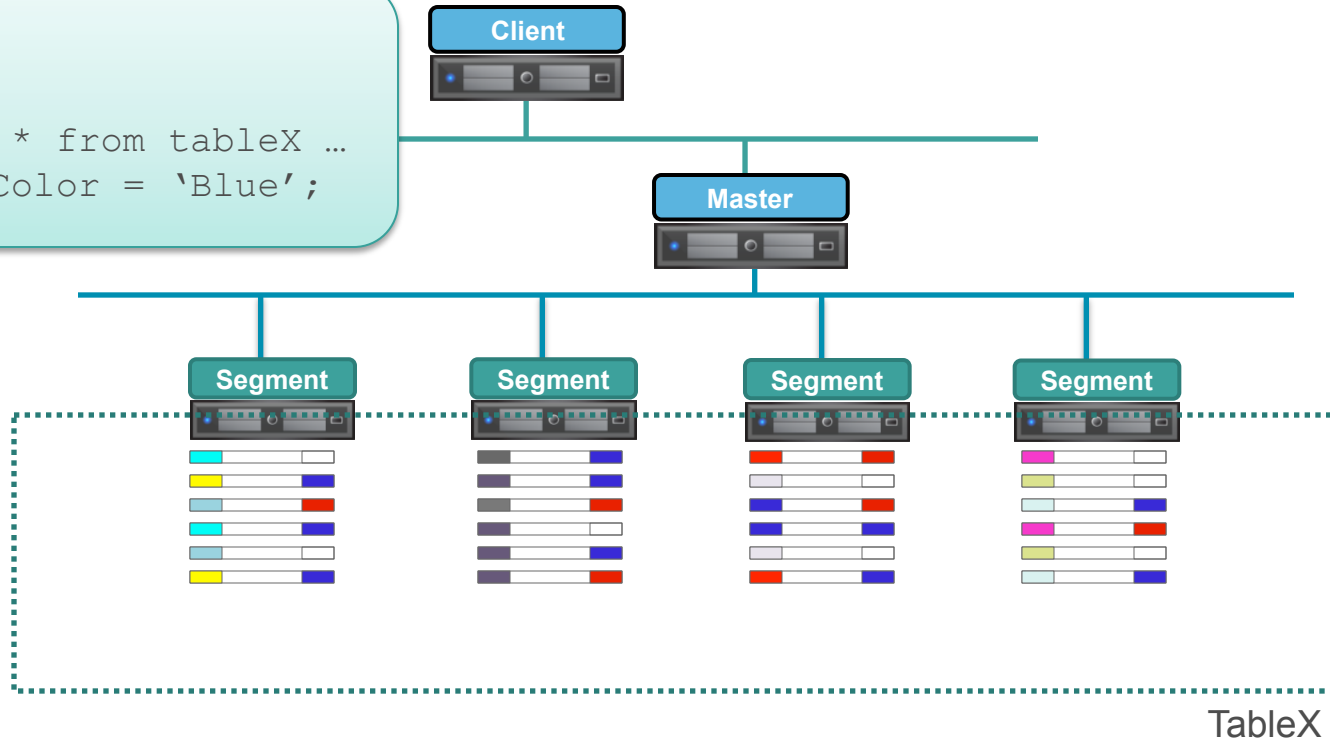 Client
* from tableX …
Color = ‘Blue’;
Master
Segment
Segment
Segment
Segment
TableX